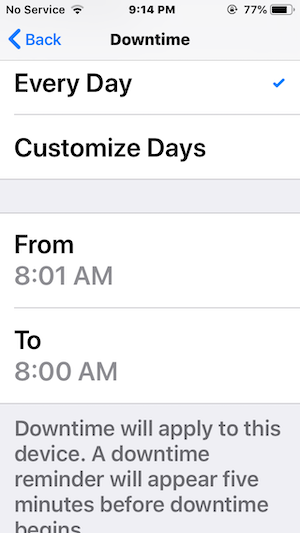 No Service 9:14 PM 77%
Back Downtime
Every Day
Customize Days
From
8:01 AM
To
8:00 AM
Downtime will apply to this
device. A downtime
reminder will appear five
minutes before downtime
begins